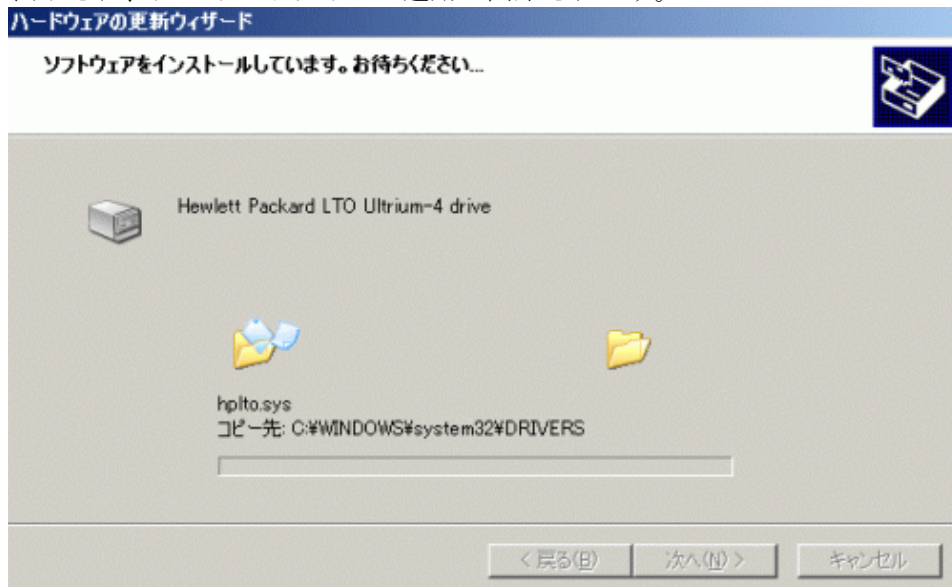 ハードウェアの更新ウィザード
ソフトウェアをインストールしています。お待ちください...
Hewlett Packard LTO Ultrium-4 drive
hplto.sys
コピー先: C:¥WINDOWS¥system32¥DRIVERS
< 戻る(B) 次へ(N) > キャンセル